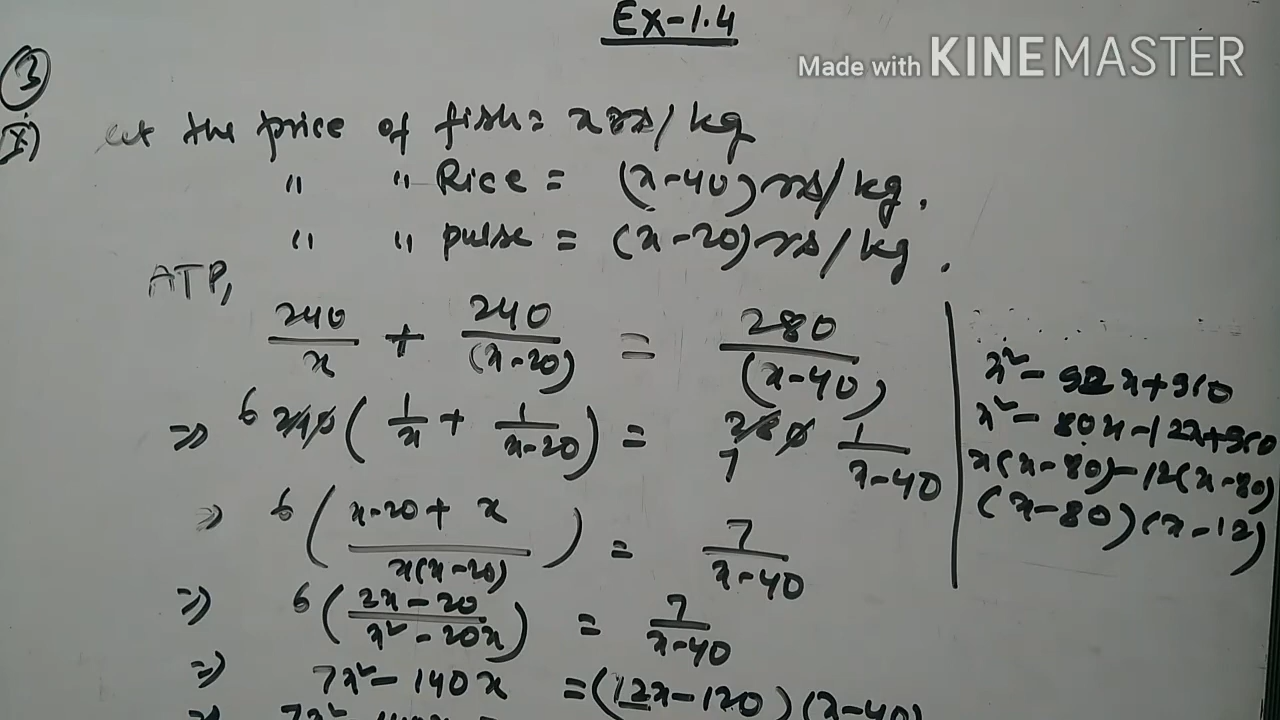 Ex-1.4
Made with KINEMASTER
3
Let the price of fish = x rs/kg
" " Rice = (x-40) rs/kg.
" " pulse = (x-20) rs/kg.
ATP,
240/x + 240/(x-20) = 280/(x-40)
⇒ 6 240 (1/x + 1/(x-20)) = 280 7 1/(x-40)
⇒ 6 ((x-20+x)/(x(x-20))) = 7/(x-40)
⇒ 6 ((2x-20)/(x²-20x)) = 7/(x-40)
⇒ 7x²-140x = (12x-120)(x-40)
x²-92x+960
x²-80x-12x+960
x(x-80)-12(x-80)
(x-80)(x-12)